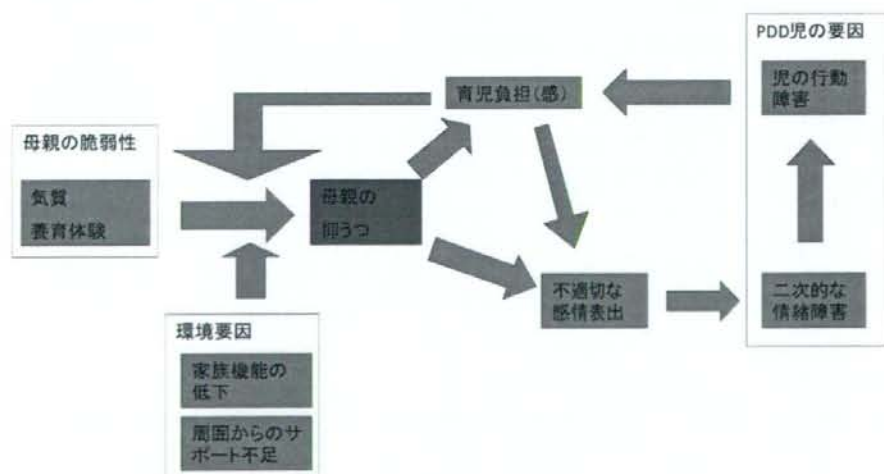 PDD児の要因
児の行動
障害
育児負担(感)
母親の脆弱性
気質
養育体験
母親の
抑うつ
不適切な
感情表出
二次的な
情緒障害
環境要因
家族機能の
低下
周囲からのサ
ポート不足